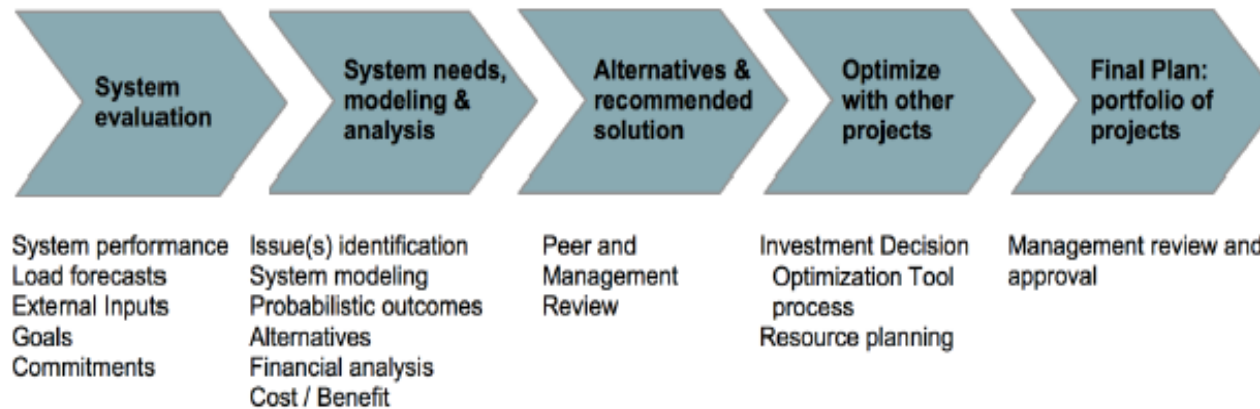 System
evaluation
System needs,
modeling &
analysis
Alternatives &
recommended
solution
Optimize
with other
projects
Final Plan:
portfolio of
projects
System performance
Load forecasts
External Inputs
Goals
Commitments
Issue(s) identification
System modeling
Probabilistic outcomes
Alternatives
Financial analysis
Cost / Benefit
Peer and
Management
Review
Investment Decision
Optimization Tool
process
Resource planning
Management review and
approval